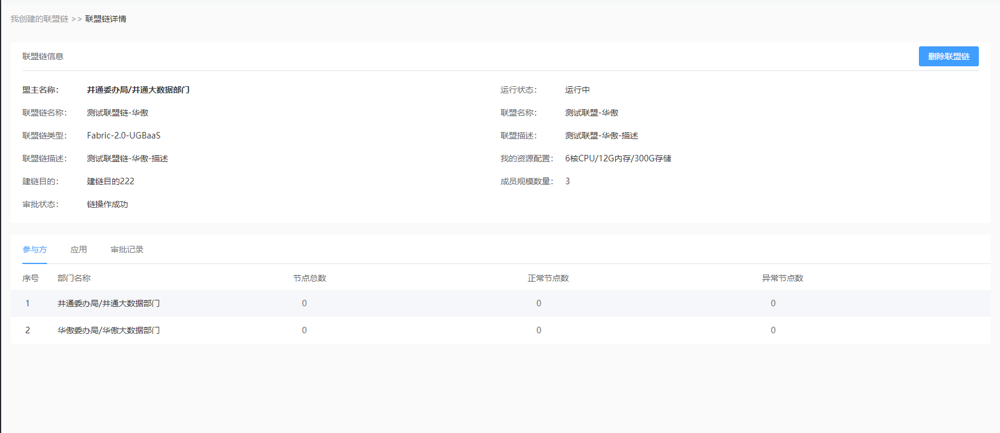 我创建的联盟链 >> 联盟链详情
联盟链信息 删除联盟链
盟主名称： 井通委办局/井通大数据部门 运行状态： 运行中
联盟链名称： 测试联盟链-华傲 联盟名称： 测试联盟-华傲
联盟链类型： Fabric-2.0-UGBaaS 联盟描述： 测试联盟-华傲-描述
联盟链描述： 测试联盟链-华傲-描述 我的资源配置： 6核CPU/12G内存/300G存储
建链目的： 建链目的222 成员规模数量： 3
审批状态： 链操作成功
参与方 应用 审批记录
序号 部门名称 节点总数 正常节点数 异常节点数
1 井通委办局/井通大数据部门 0 0 0
2 华傲委办局/华傲大数据部门 0 0 0